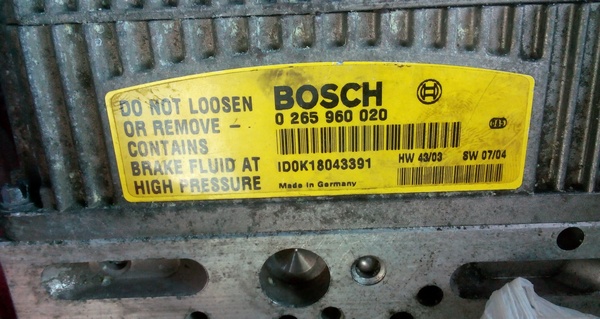 DO NOT LOOSEN
OR REMOVE –
CONTAINS
BRAKE FLUID AT
HIGH PRESSURE
BOSCH
0 265 960 020
ID0K18043391
HW 43/03 SW 07/04
Made in Germany